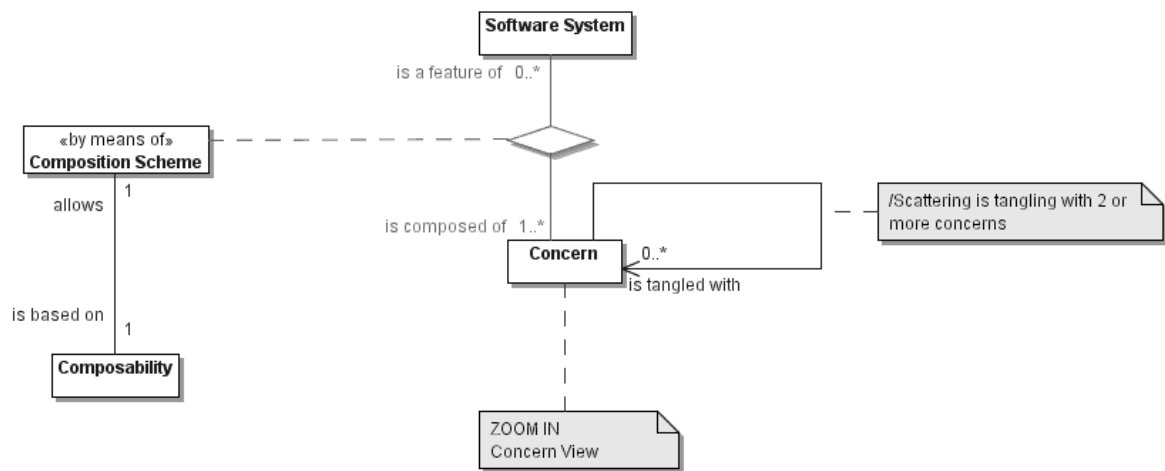 Software System
is a feature of 0..*
«by means of»
Composition Scheme
1
allows
/Scattering is tangling with 2 or
more concerns
is composed of 1..*
Concern
0..*
is tangled with
is based on
1
Composability
ZOOM IN
Concern View